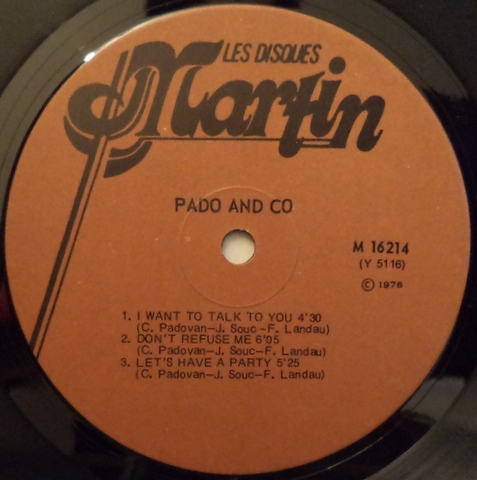 LES DISQUES
Martin
PADO AND CO
M 16214
(Y 5116)
© 1978
1. I WANT TO TALK TO YOU 4'30
(C. Padovan–J. Souc–F. Landau)
2. DON'T REFUSE ME 6'05
(C. Padovan–J. Souc–F. Landau)
3. LET'S HAVE A PARTY 5'25
(C. Padovan–J. Souc–F. Landau)